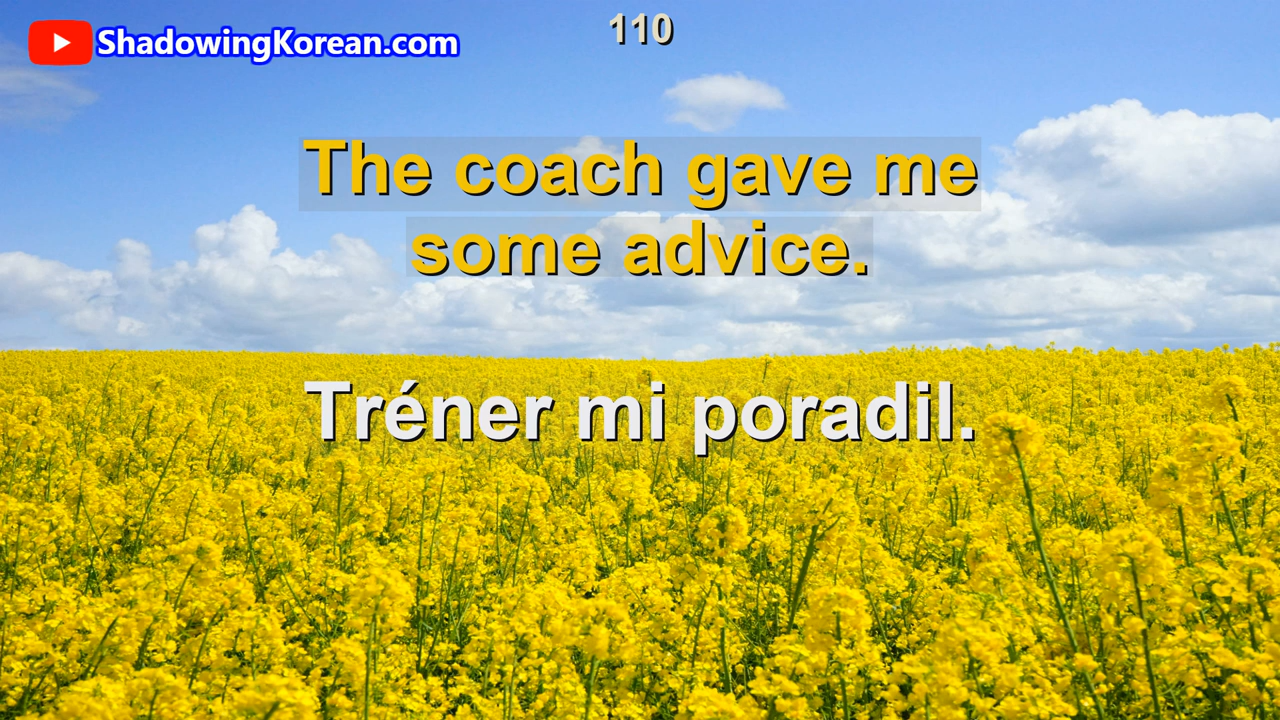 ShadowingKorean.com
110
The coach gave me
some advice.
Tréner mi poradil.